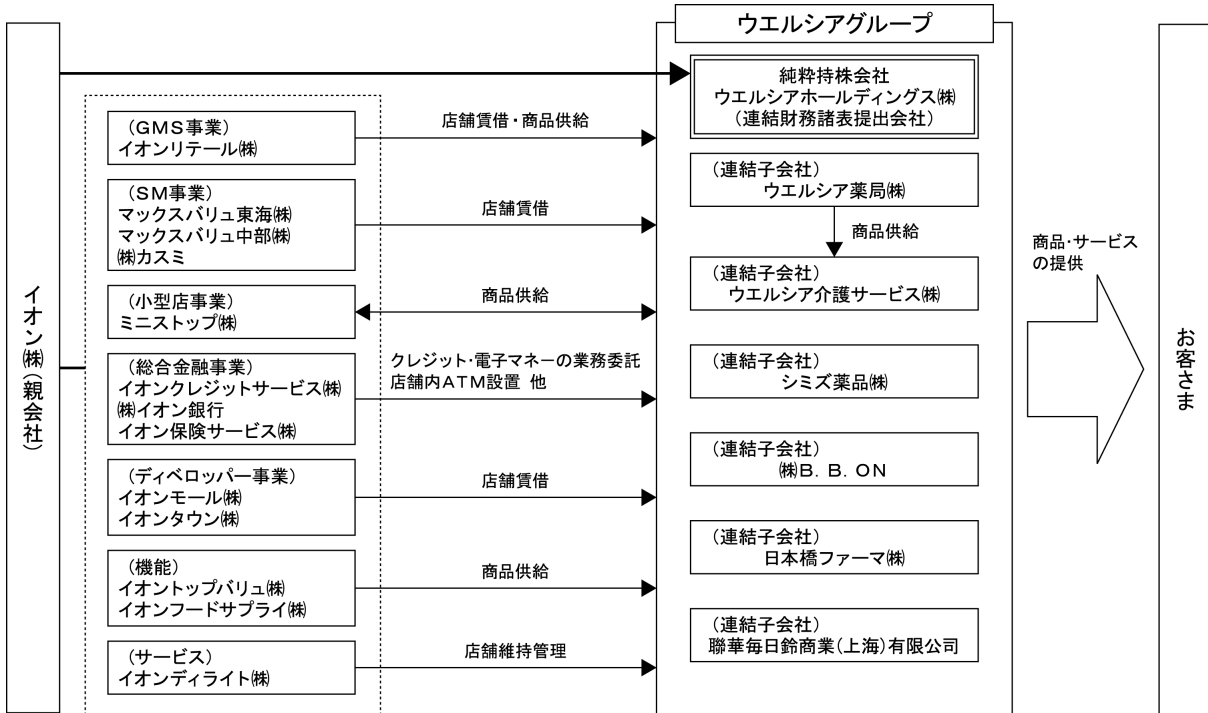 イオン㈱（親会社）
（GMS事業）
イオンリテール㈱
（SM事業）
マックスバリュ東海㈱
マックスバリュ中部㈱
㈱カスミ
（小型店事業）
ミニストップ㈱
（総合金融事業）
イオンクレジットサービス㈱
㈱イオン銀行
イオン保険サービス㈱
（ディベロッパー事業）
イオンモール㈱
イオンタウン㈱
（機能）
イオントップバリュ㈱
イオンフードサプライ㈱
（サービス）
イオンディライト㈱
店舗賃借・商品供給
店舗賃借
商品供給
クレジット・電子マネーの業務委託
店舗内ATM設置 他
店舗賃借
商品供給
店舗維持管理
ウエルシアグループ
純粋持株会社
ウエルシアホールディングス㈱
（連結財務諸表提出会社）
（連結子会社）
ウエルシア薬局㈱
商品供給
（連結子会社）
ウエルシア介護サービス㈱
（連結子会社）
シミズ薬品㈱
（連結子会社）
㈱B．B．ON
（連結子会社）
日本橋ファーマ㈱
（連結子会社）
聯華毎日鈴商業（上海）有限公司
商品・サービス
の提供
お客さま